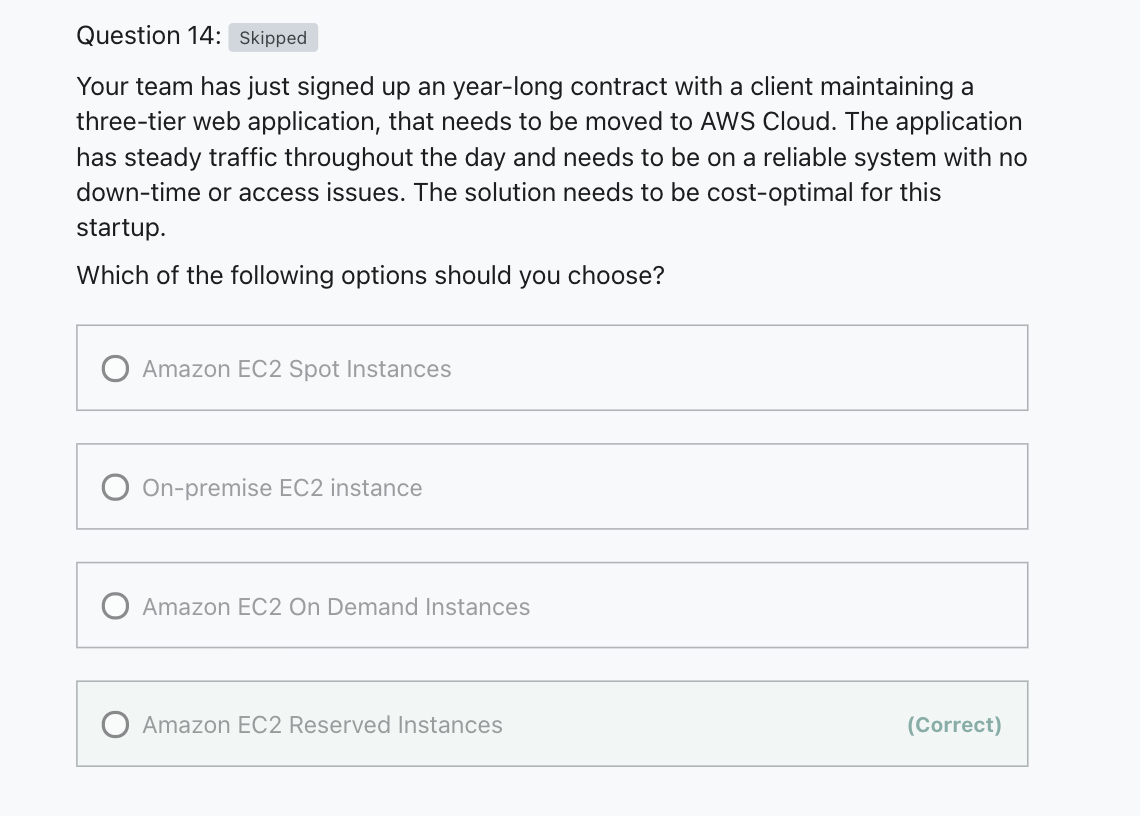 Question 14: Skipped
Your team has just signed up an year-long contract with a client maintaining a
three-tier web application, that needs to be moved to AWS Cloud. The application
has steady traffic throughout the day and needs to be on a reliable system with no
down-time or access issues. The solution needs to be cost-optimal for this
startup.
Which of the following options should you choose?
Amazon EC2 Spot Instances
On-premise EC2 instance
Amazon EC2 On Demand Instances
Amazon EC2 Reserved Instances (Correct)